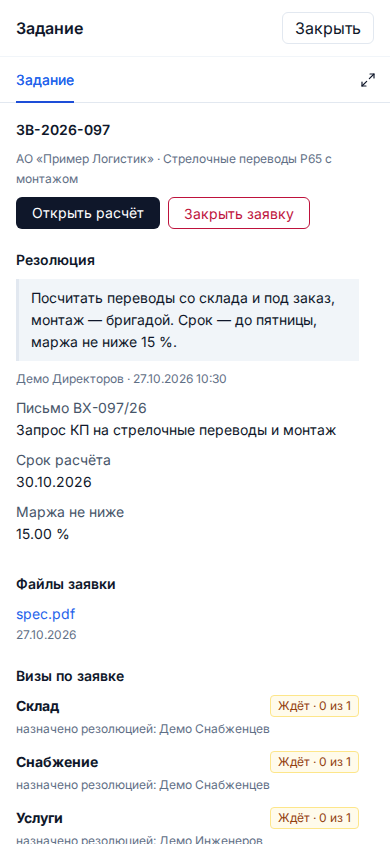 Задание
Закрыть
Задание
ЗВ-2026-097
АО «Пример Логистик» · Стрелочные переводы Р65 с
монтажом
Открыть расчёт
Закрыть заявку
Резолюция
Посчитать переводы со склада и под заказ,
монтаж — бригадой. Срок — до пятницы,
маржа не ниже 15 %.
Демо Директоров · 27.10.2026 10:30
Письмо ВХ-097/26
Запрос КП на стрелочные переводы и монтаж
Срок расчёта
30.10.2026
Маржа не ниже
15.00 %
Файлы заявки
spec.pdf
27.10.2026
Визы по заявке
Склад
Ждёт · 0 из 1
назначено резолюцией: Демо Снабженцев
Снабжение
Ждёт · 0 из 1
назначено резолюцией: Демо Снабженцев
Услуги
Ждёт · 0 из 1
назначено резолюцией: Демо Инженеров